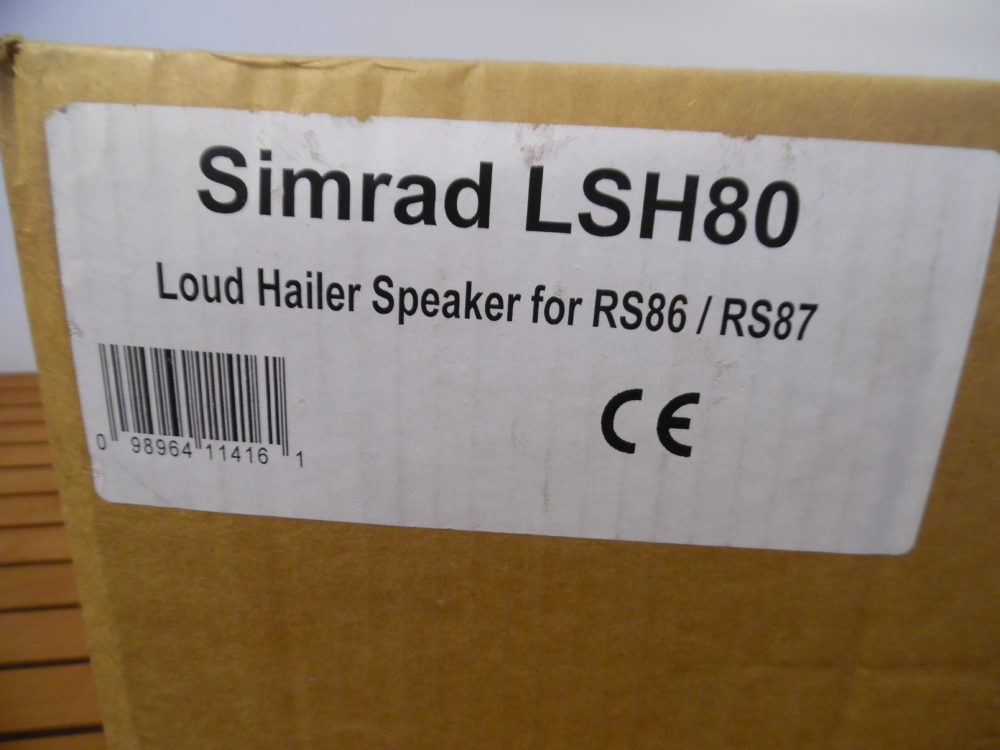 Simrad LSH80
Loud Hailer Speaker for RS86 / RS87
CE
0 98964 11416 1